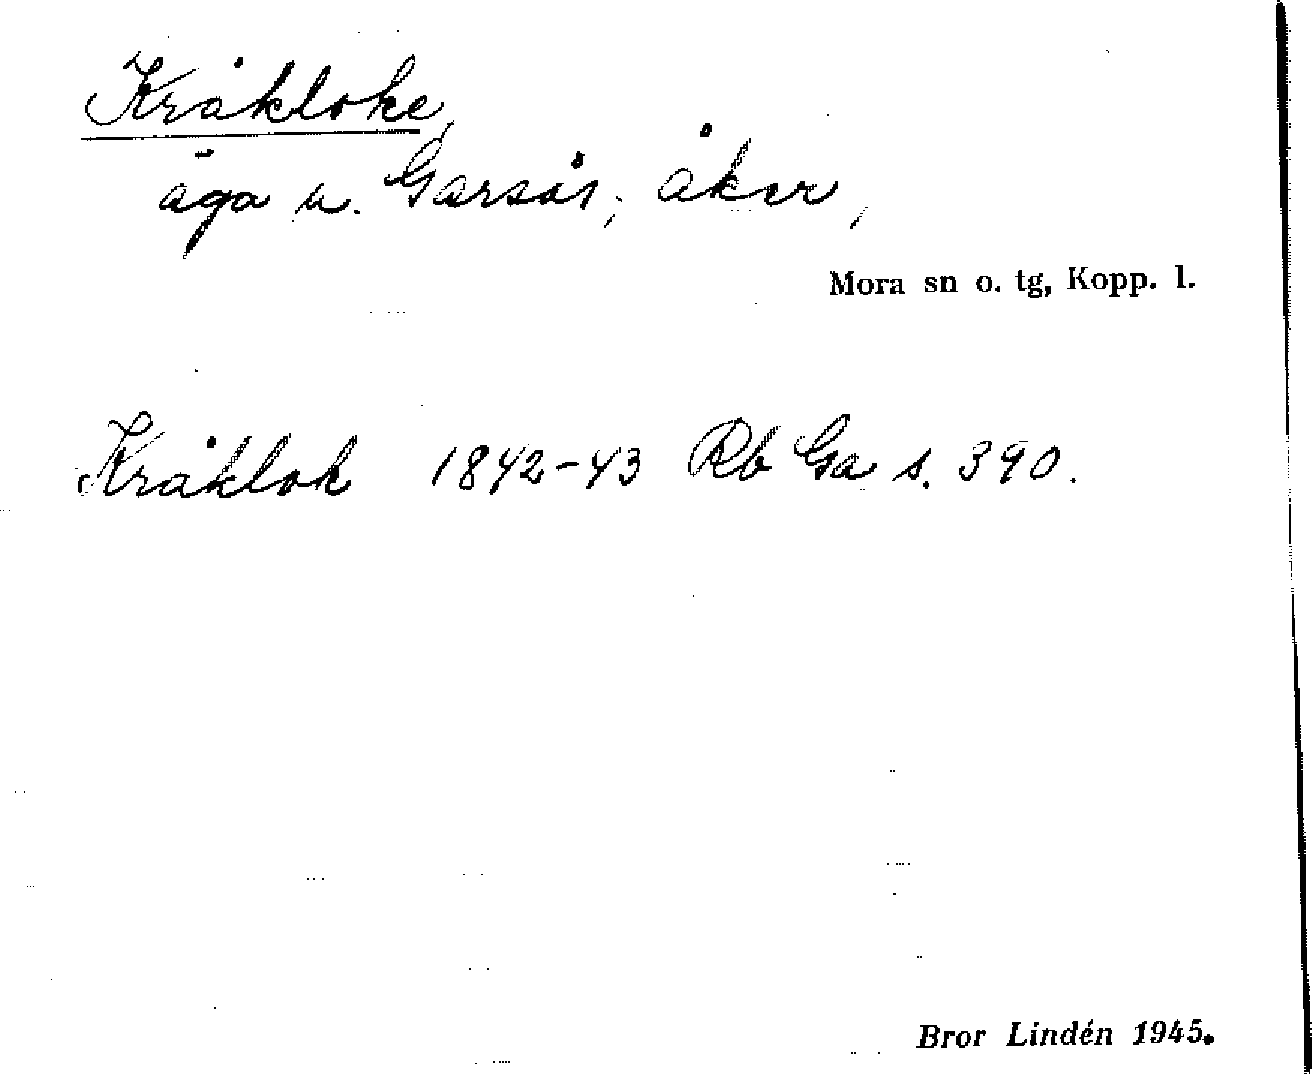 Kråkloke,
äga u. Garsås, åker,
Mora sn o. tg, Kopp. l.
Kråklok 1842-43 Rb Ga s. 390.
Bror Lindén 1945.